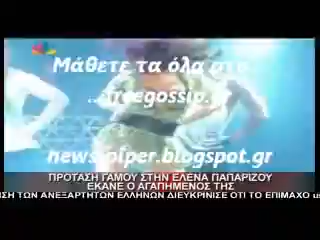 Μάθετε τα όλα στο
...freegossip.gr
newspiper.blogspot.gr
ΠΡΟΤΑΣΗ ΓΑΜΟΥ ΣΤΗΝ ΕΛΕΝΑ ΠΑΠΑΡΙΖΟΥ
ΕΚΑΝΕ Ο ΑΓΑΠΗΜΕΝΟΣ ΤΗΣ
ΤΩΝ ΑΝΕΞΑΡΤΗΤΩΝ ΕΛΛΗΝΩΝ ΔΙΕΥΚΡΙΝΙΣΕ ΟΤΙ ΤΟ ΕΠΙΜΑΧΟ